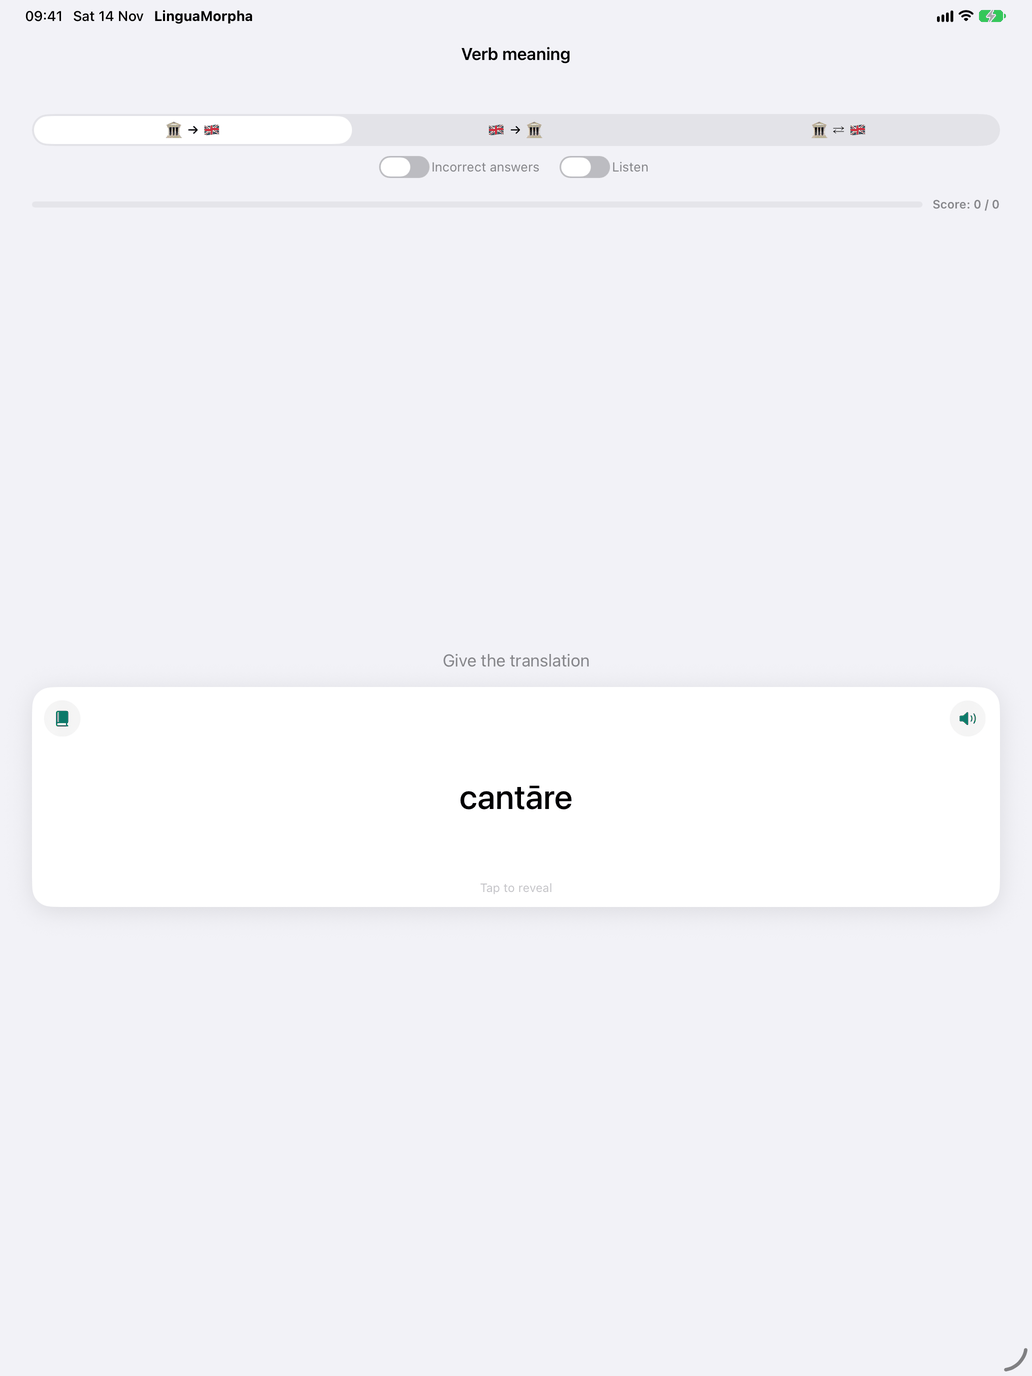 09:41 Sat 14 Nov LinguaMorpha
Verb meaning
🏛️ → 🇬🇧
🇬🇧 → 🏛️
🏛️ ⇄ 🇬🇧
Incorrect answers
Listen
Score: 0 / 0
Give the translation
cantāre
Tap to reveal